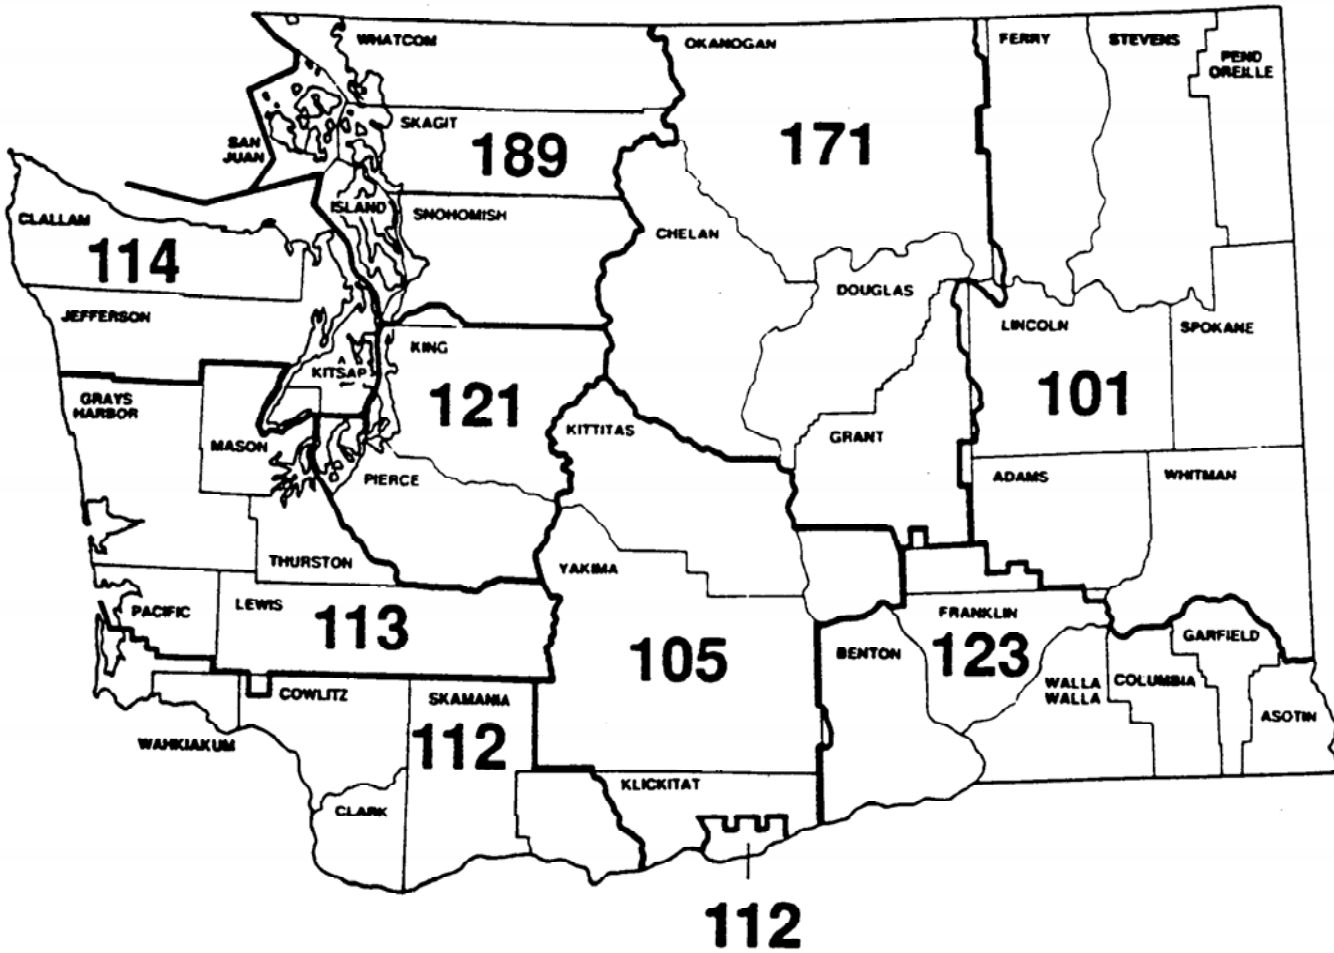 WHATCOM
OKANOGAN
FERRY
STEVENS
PEND
OREILLE
SKAGIT
SAN
JUAN
189
171
ISLAND
SNOHOMISH
CLALLAM
CHELAN
114
DOUGLAS
JEFFERSON
LINCOLN
SPOKANE
KING
KITSAP
121
101
GRAYS
HARBOR
KITTITAS
MASON
GRANT
PIERCE
ADAMS
WHITMAN
THURSTON
YAKIMA
PACIFIC
LEWIS
113
FRANKLIN
GARFIELD
105
BENTON
123
WALLA
WALLA
COLUMBIA
COWLITZ
SKAMANIA
ASOTIN
WAHKIAKUM
112
KLICKITAT
CLARK
112